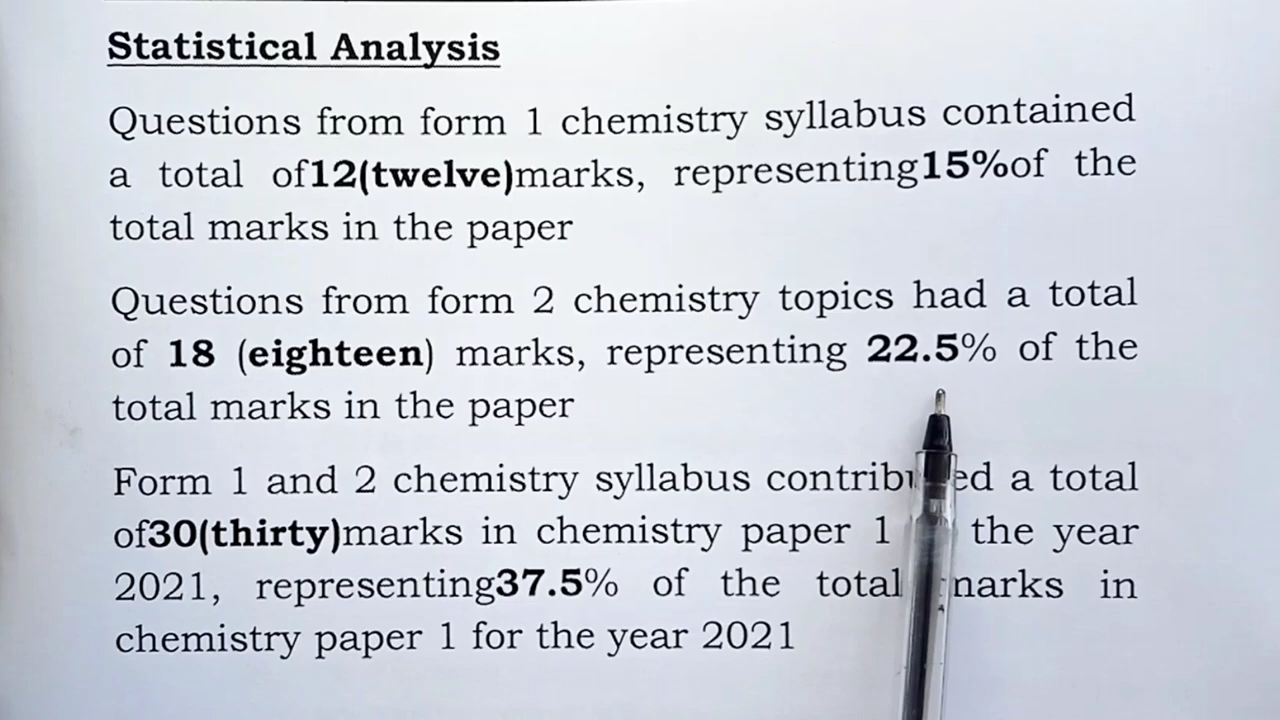 Statistical Analysis
Questions from form 1 chemistry syllabus contained
a total of12(twelve)marks, representing15%of the
total marks in the paper
Questions from form 2 chemistry topics had a total
of 18 (eighteen) marks, representing 22.5% of the
total marks in the paper
Form 1 and 2 chemistry syllabus a total
of30(thirty)marks in chemistry paper 1 the year
2021, representing37.5% of the total marks in
chemistry paper 1 for the year 2021